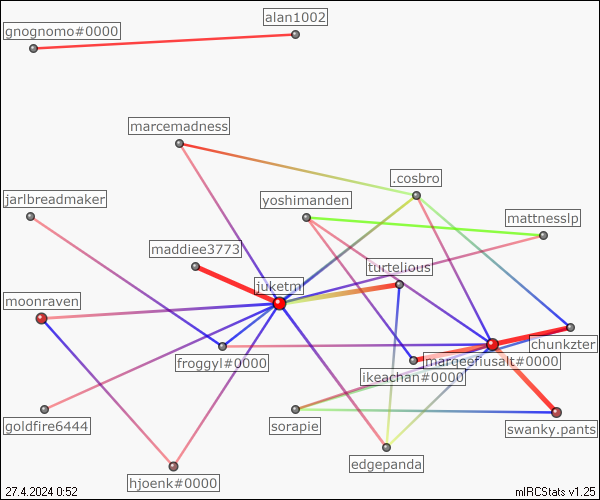 alan1002
gnognomo#0000
marcemadness
.cosbro
jarlbreadmaker
yoshimanden
mattnesslp
maddiee3773
turtelious
juketm
moonraven
chunkzter
froggyl#0000
marqeefiusalt#0000
ikeachan#0000
goldfire6444
sorapie
swanky.pants
edgepanda
hjoenk#0000
27.4.2024 0:52
mIRCStats v1.25